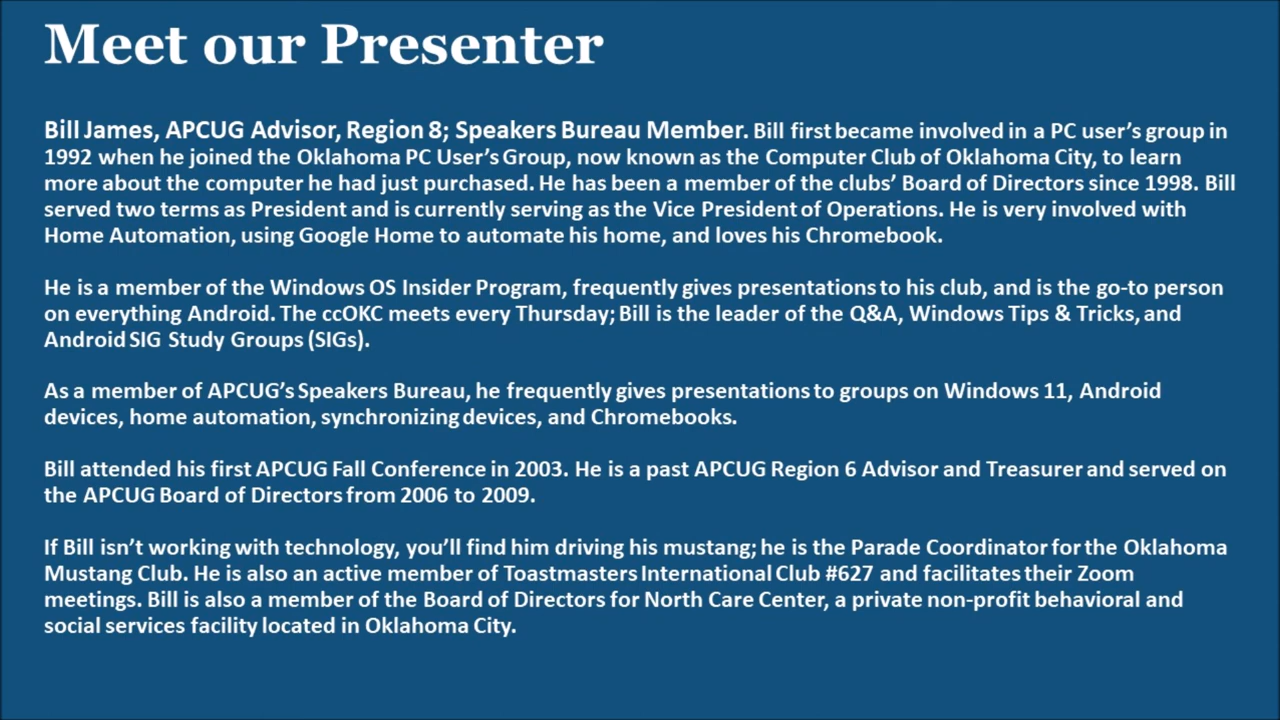 Meet our Presenter
Bill James, APCUG Advisor, Region 8; Speakers Bureau Member. Bill first became involved in a PC user’s group in
1992 when he joined the Oklahoma PC User’s Group, now known as the Computer Club of Oklahoma City, to learn
more about the computer he had just purchased. He has been a member of the clubs’ Board of Directors since 1998. Bill
served two terms as President and is currently serving as the Vice President of Operations. He is very involved with
Home Automation, using Google Home to automate his home, and loves his Chromebook.
He is a member of the Windows OS Insider Program, frequently gives presentations to his club, and is the go-to person
on everything Android. The ccOKC meets every Thursday; Bill is the leader of the Q&A, Windows Tips & Tricks, and
Android SIG Study Groups (SIGs).
As a member of APCUG’s Speakers Bureau, he frequently gives presentations to groups on Windows 11, Android
devices, home automation, synchronizing devices, and Chromebooks.
Bill attended his first APCUG Fall Conference in 2003. He is a past APCUG Region 6 Advisor and Treasurer and served on
the APCUG Board of Directors from 2006 to 2009.
If Bill isn’t working with technology, you’ll find him driving his mustang; he is the Parade Coordinator for the Oklahoma
Mustang Club. He is also an active member of Toastmasters International Club #627 and facilitates their Zoom
meetings. Bill is also a member of the Board of Directors for North Care Center, a private non-profit behavioral and
social services facility located in Oklahoma City.